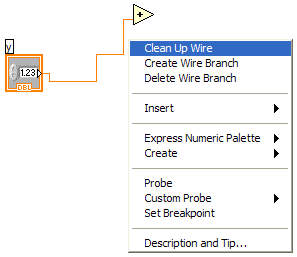 y
1.23
DBL
+
Clean Up Wire
Create Wire Branch
Delete Wire Branch
Insert
Express Numeric Palette
Create
Probe
Custom Probe
Set Breakpoint
Description and Tip...